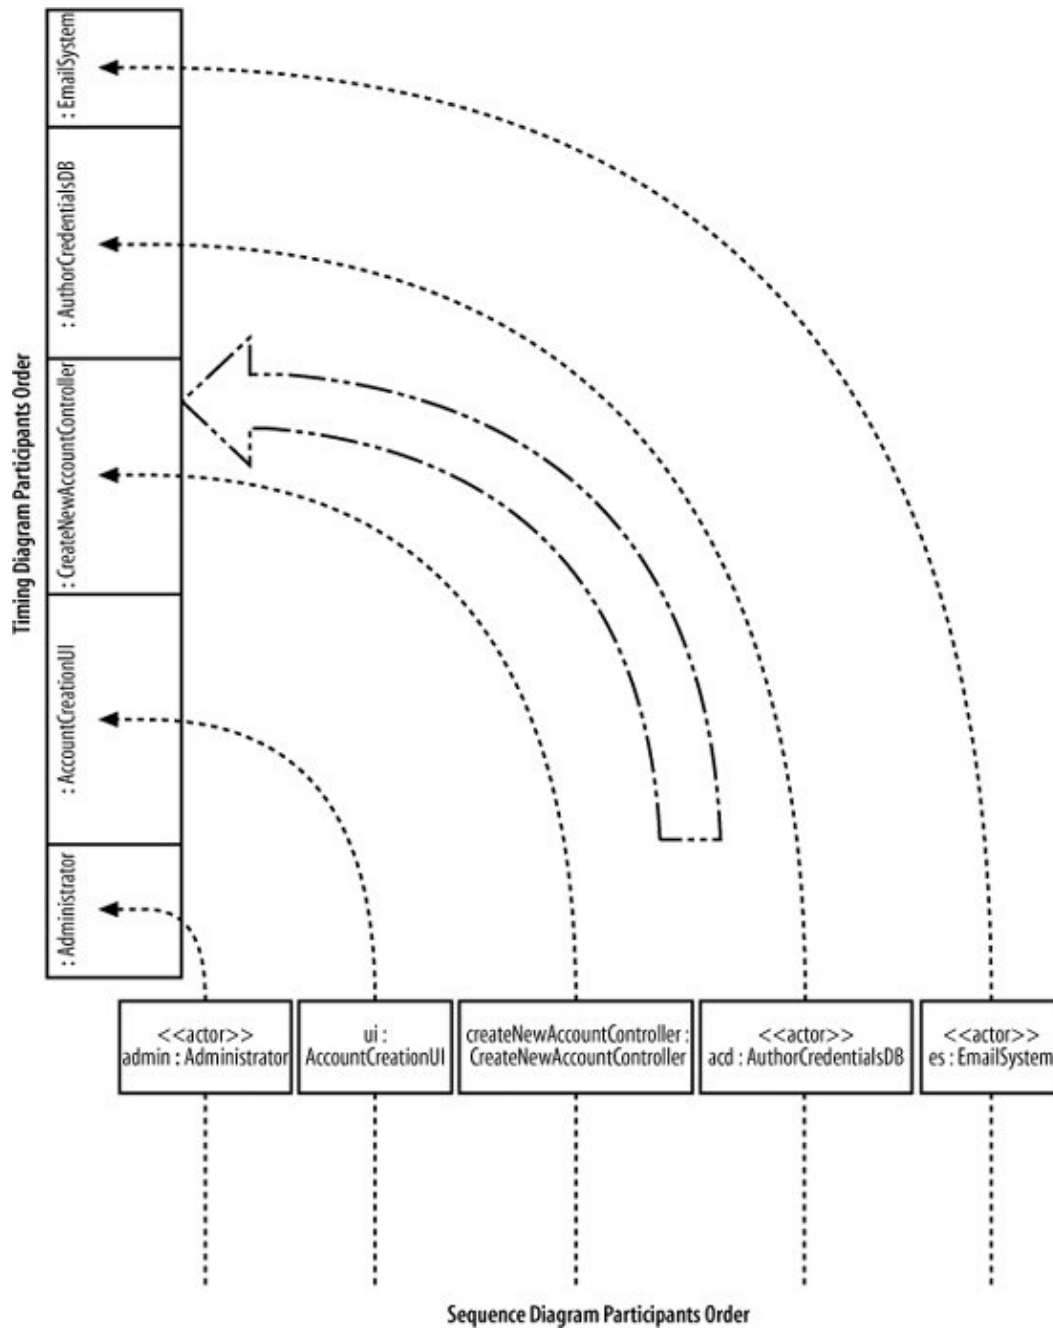 : EmailSystem
: AuthorCredentialsDB
: CreateNewAccountController
: AccountCreationUI
: Administrator
Timing Diagram Participants Order
<<actor>>
admin : Administrator
ui :
AccountCreationUI
createNewAccountController :
CreateNewAccountController
<<actor>>
acd : AuthorCredentialsDB
<<actor>>
es : EmailSystem
Sequence Diagram Participants Order